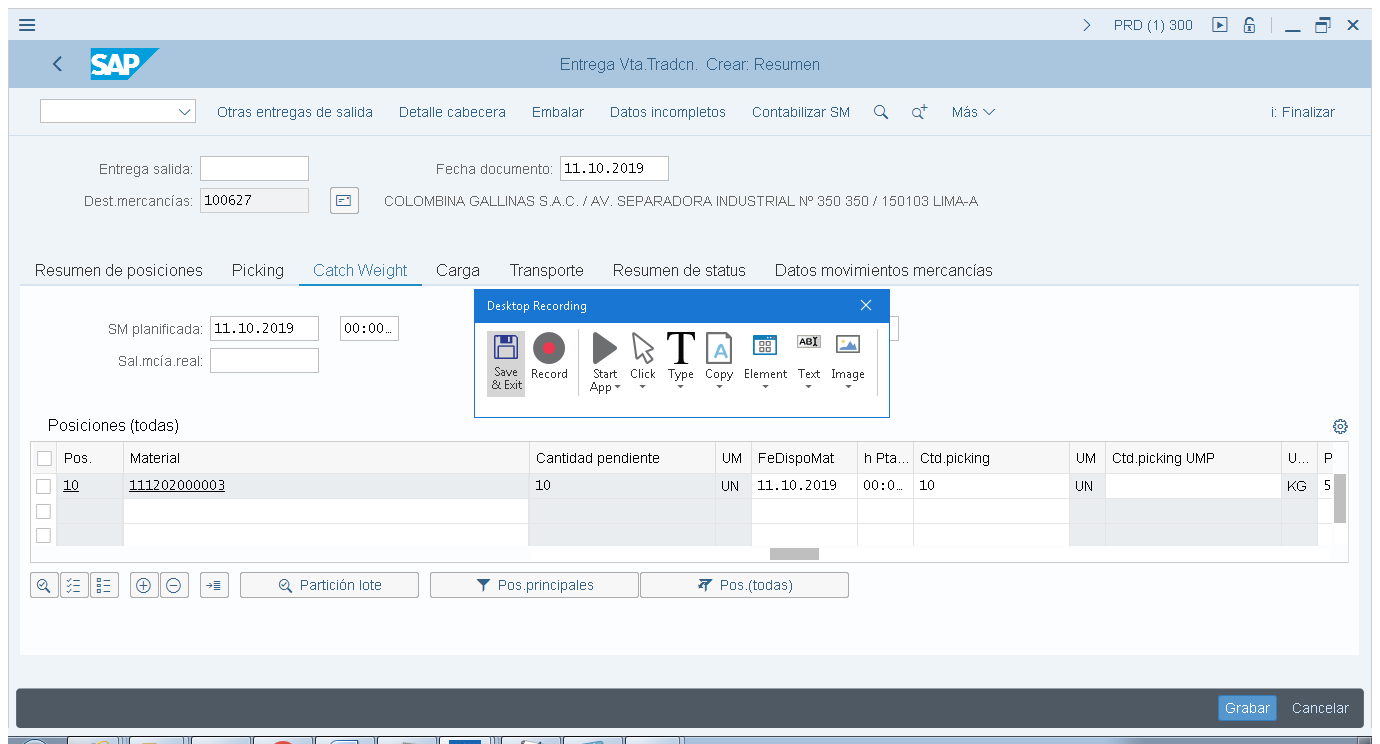 PRD (1) 300
SAP
Entrega Vta.Tradcn. Crear: Resumen
Otras entregas de salida Detalle cabecera Embalar Datos incompletos Contabilizar SM Más i: Finalizar
Entrega salida: Fecha documento: 11.10.2019
Dest.mercancías: 100627 COLOMBINA GALLINAS S.A.C. / AV. SEPARADORA INDUSTRIAL Nº 350 350 / 150103 LIMA-A
Resumen de posiciones Picking Catch Weight Carga Transporte Resumen de status Datos movimientos mercancías
Desktop Recording
SM planificada: 11.10.2019 00:00…
Sal.mcía.real:
Save & Exit Record Start App Click Type Copy Element Text Image
T A ABI
Posiciones (todas)
Pos. Material Cantidad pendiente UM FeDispoMat h Pta... Ctd.picking UM Ctd.picking UMP U... P
10 111202000003 10 UN 11.10.2019 00:0… 10 UN KG 5
Partición lote Pos.principales Pos.(todas)
Grabar Cancelar